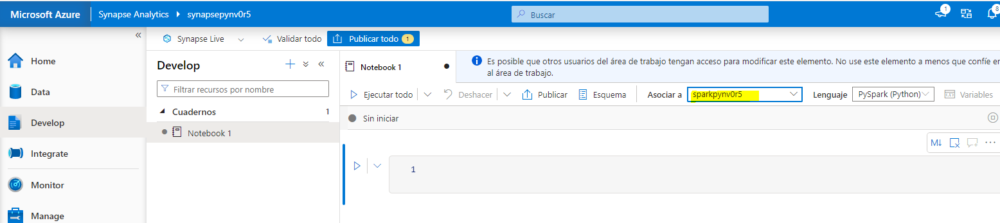 Microsoft Azure Synapse Analytics synapsepynv0r5 Buscar 1 8
« Synapse Live Validar todo Publicar todo 1
Home
Data
Develop
Integrate
Monitor
Manage
Develop
Filtrar recursos por nombre
Cuadernos 1
Notebook 1
Notebook 1
Es posible que otros usuarios del área de trabajo tengan acceso para modificar este elemento. No use este elemento a menos que confíe en
al área de trabajo.
Ejecutar todo Deshacer Publicar Esquema Asociar a sparkpynv0r5 Lenguaje PySpark (Python) Variables
Sin iniciar
M↓ ...
1